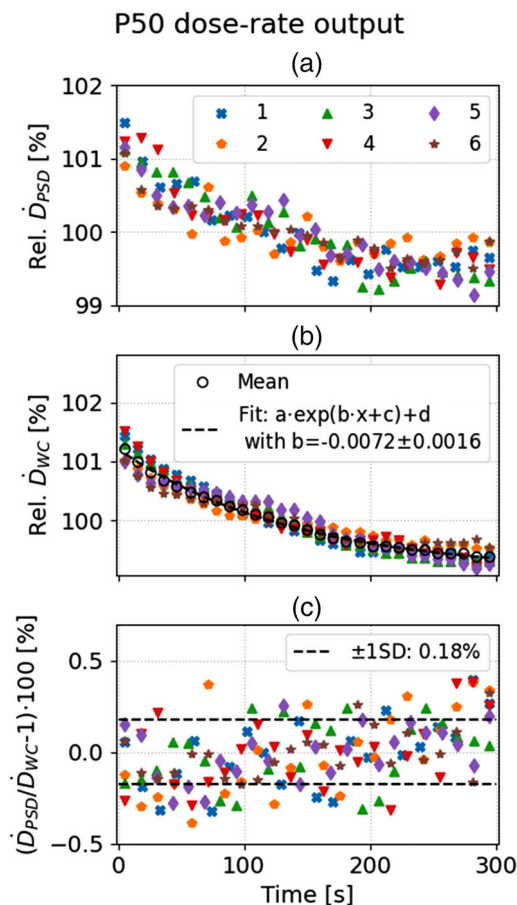 P50 dose-rate output
(a)
102
101
100
99
Rel. Ḋ_PSD [%]
1 3 5
2 4 6
(b)
102
101
100
Rel. Ḋ_WC [%]
Mean
Fit: a·exp(b·x+c)+d
with b=-0.0072±0.0016
(c)
0.5
0.0
−0.5
(Ḋ_PSD/Ḋ_WC-1)·100 [%]
±1SD: 0.18%
0 100 200 300
Time [s]